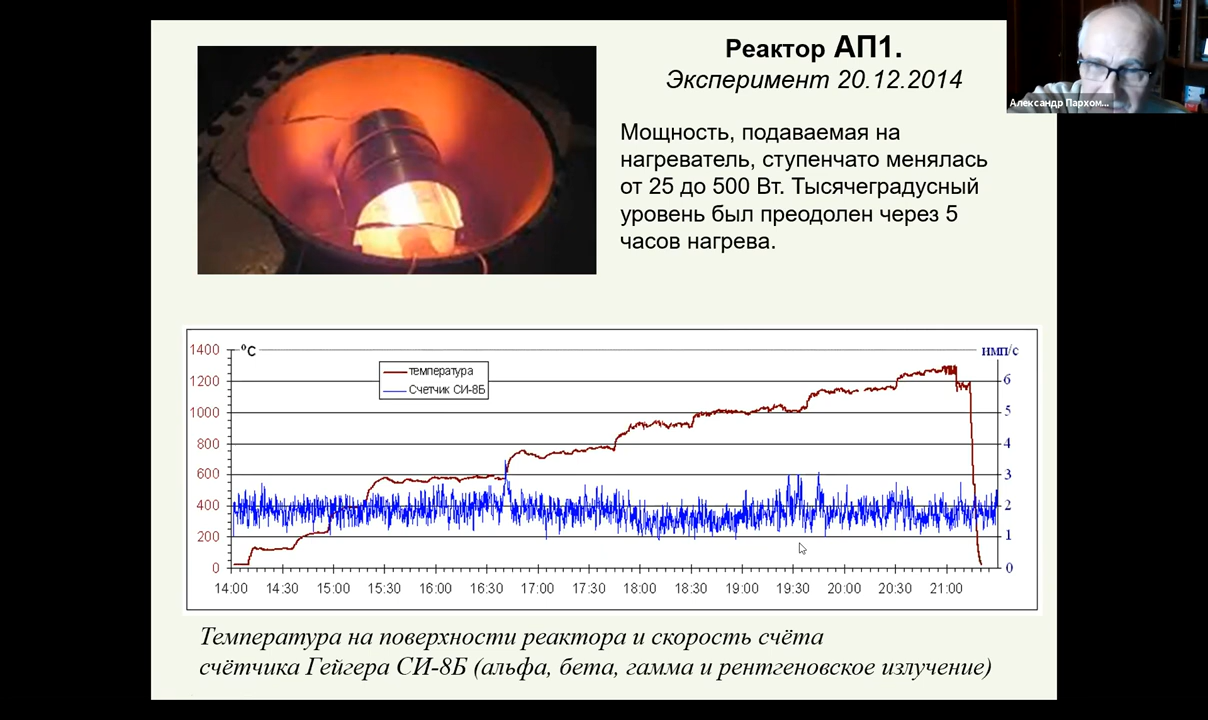 Реактор АП1.
Эксперимент 20.12.2014
Александр Пархом...
Мощность, подаваемая на
нагреватель, ступенчато менялась
от 25 до 500 Вт. Тысячеградусный
уровень был преодолен через 5
часов нагрева.
1400
1200
1000
800
600
400
200
0
ºC
температура
Счетчик СИ-8Б
имп/с
6
5
4
3
2
1
0
14:00 14:30 15:00 15:30 16:00 16:30 17:00 17:30 18:00 18:30 19:00 19:30 20:00 20:30 21:00
Температура на поверхности реактора и скорость счёта
счётчика Гейгера СИ-8Б (альфа, бета, гамма и рентгеновское излучение)